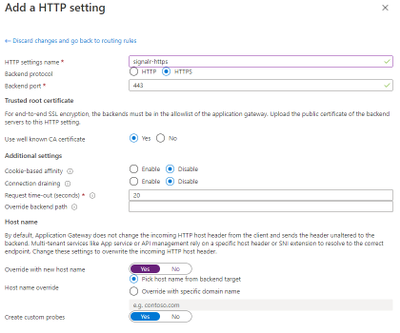 Add a HTTP setting
← Discard changes and go back to routing rules
HTTP settings name *
signalr-https
Backend protocol
HTTP
HTTPS
Backend port *
443
Trusted root certificate
For end-to-end SSL encryption, the backends must be in the allowlist of the application gateway. Upload the public certificate of the backend
servers to this HTTP setting.
Use well known CA certificate
Yes
No
Additional settings
Cookie-based affinity
Enable
Disable
Connection draining
Enable
Disable
Request time-out (seconds) *
20
Override backend path
Host name
By default, Application Gateway does not change the incoming HTTP host header from the client and sends the header unaltered to the
backend. Multi-tenant services like App service or API management rely on a specific host header or SNI extension to resolve to the correct
endpoint. Change these settings to overwrite the incoming HTTP host header.
Override with new host name
Yes
No
Pick host name from backend target
Host name override
Override with specific domain name
e.g. contoso.com
Create custom probes
Yes
No